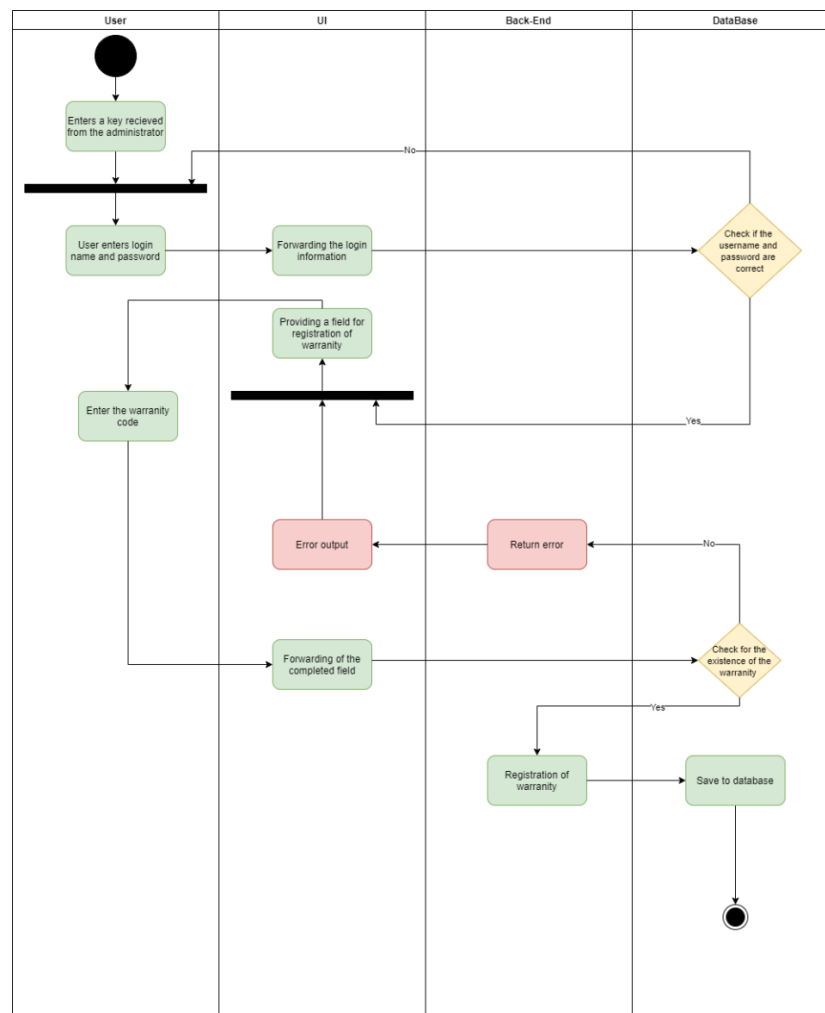 User
UI
Back-End
DataBase
Enters a key recieved
from the administrator
No
User enters login
name and password
Forwarding the login
information
Check if the
username and
password are
correct
Providing a field for
registration of
warranity
Enter the warranity
code
Yes
Error output
Return error
No
Forwarding of the
completed field
Check for the
existence of the
warranity
Yes
Registration of
warranity
Save to database